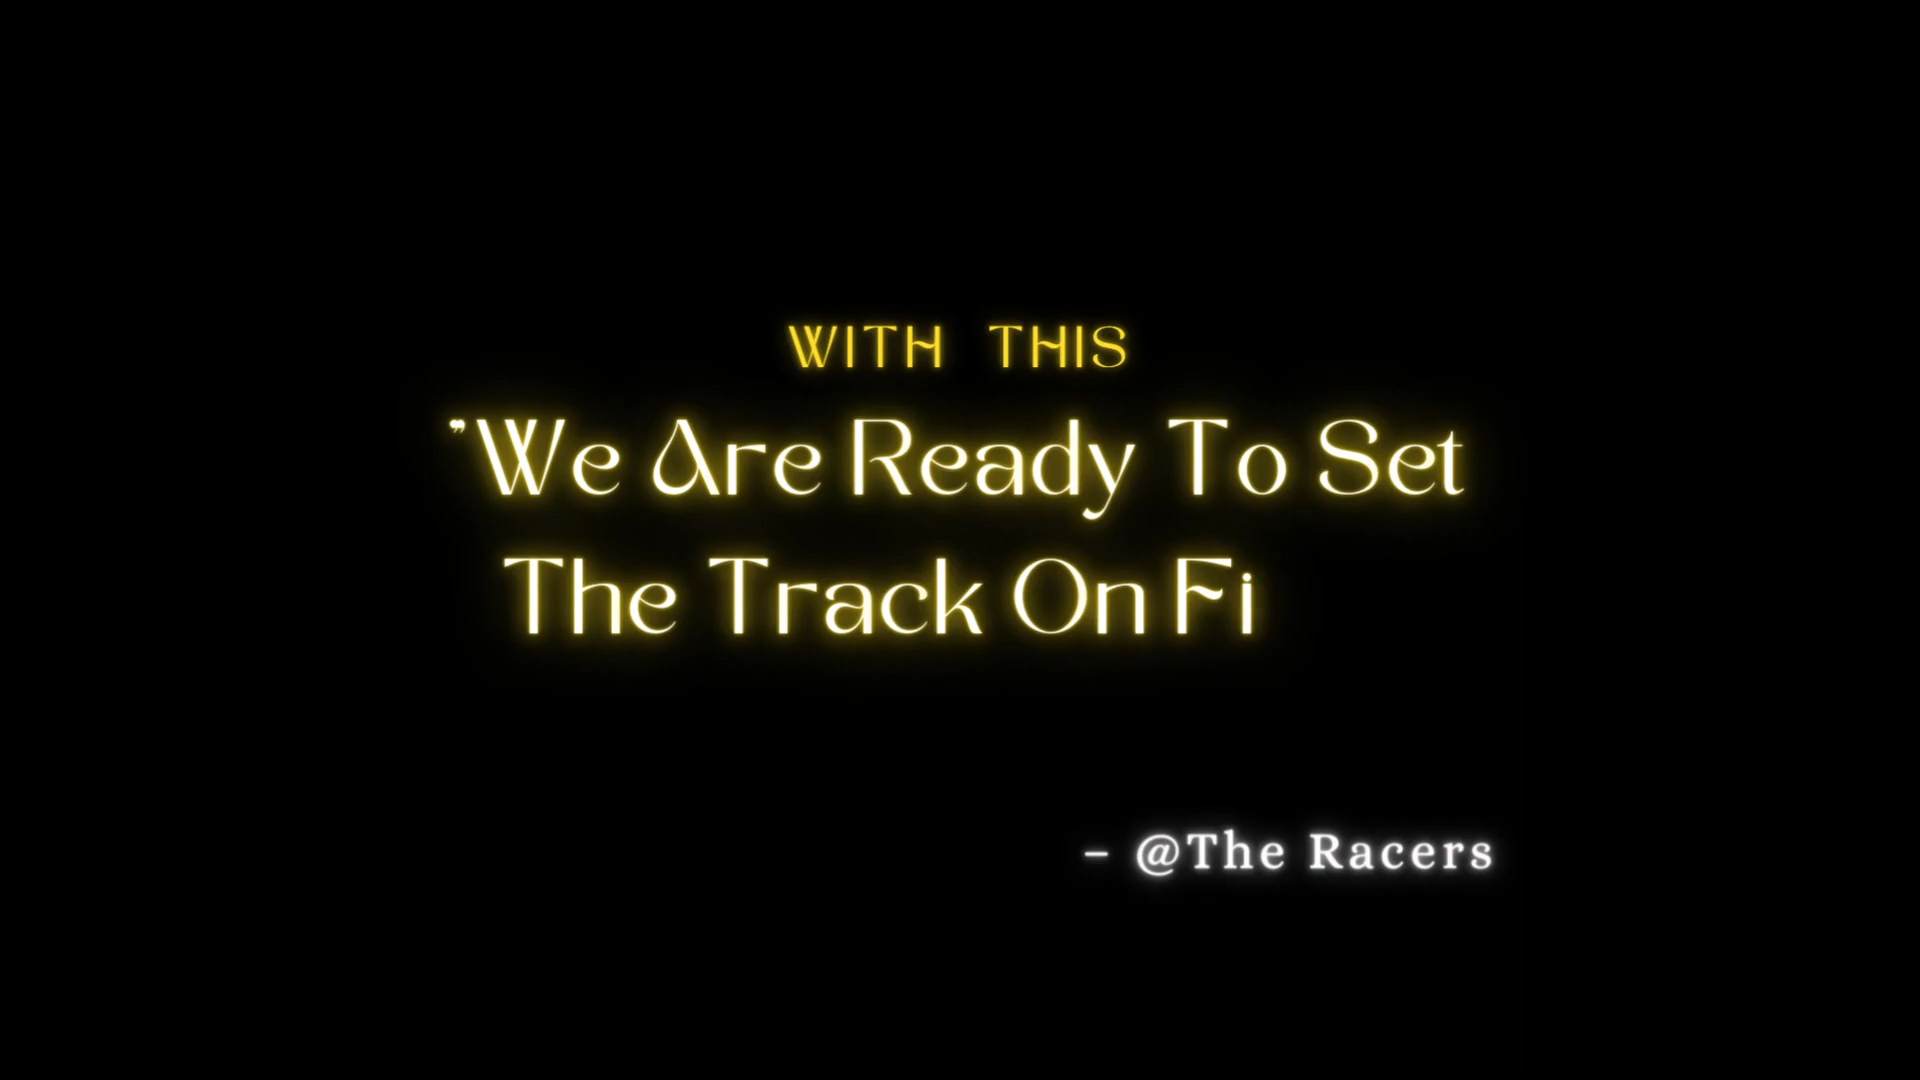 WITH THIS
"We Are Ready To Set
The Track On Fi
- @The Racers